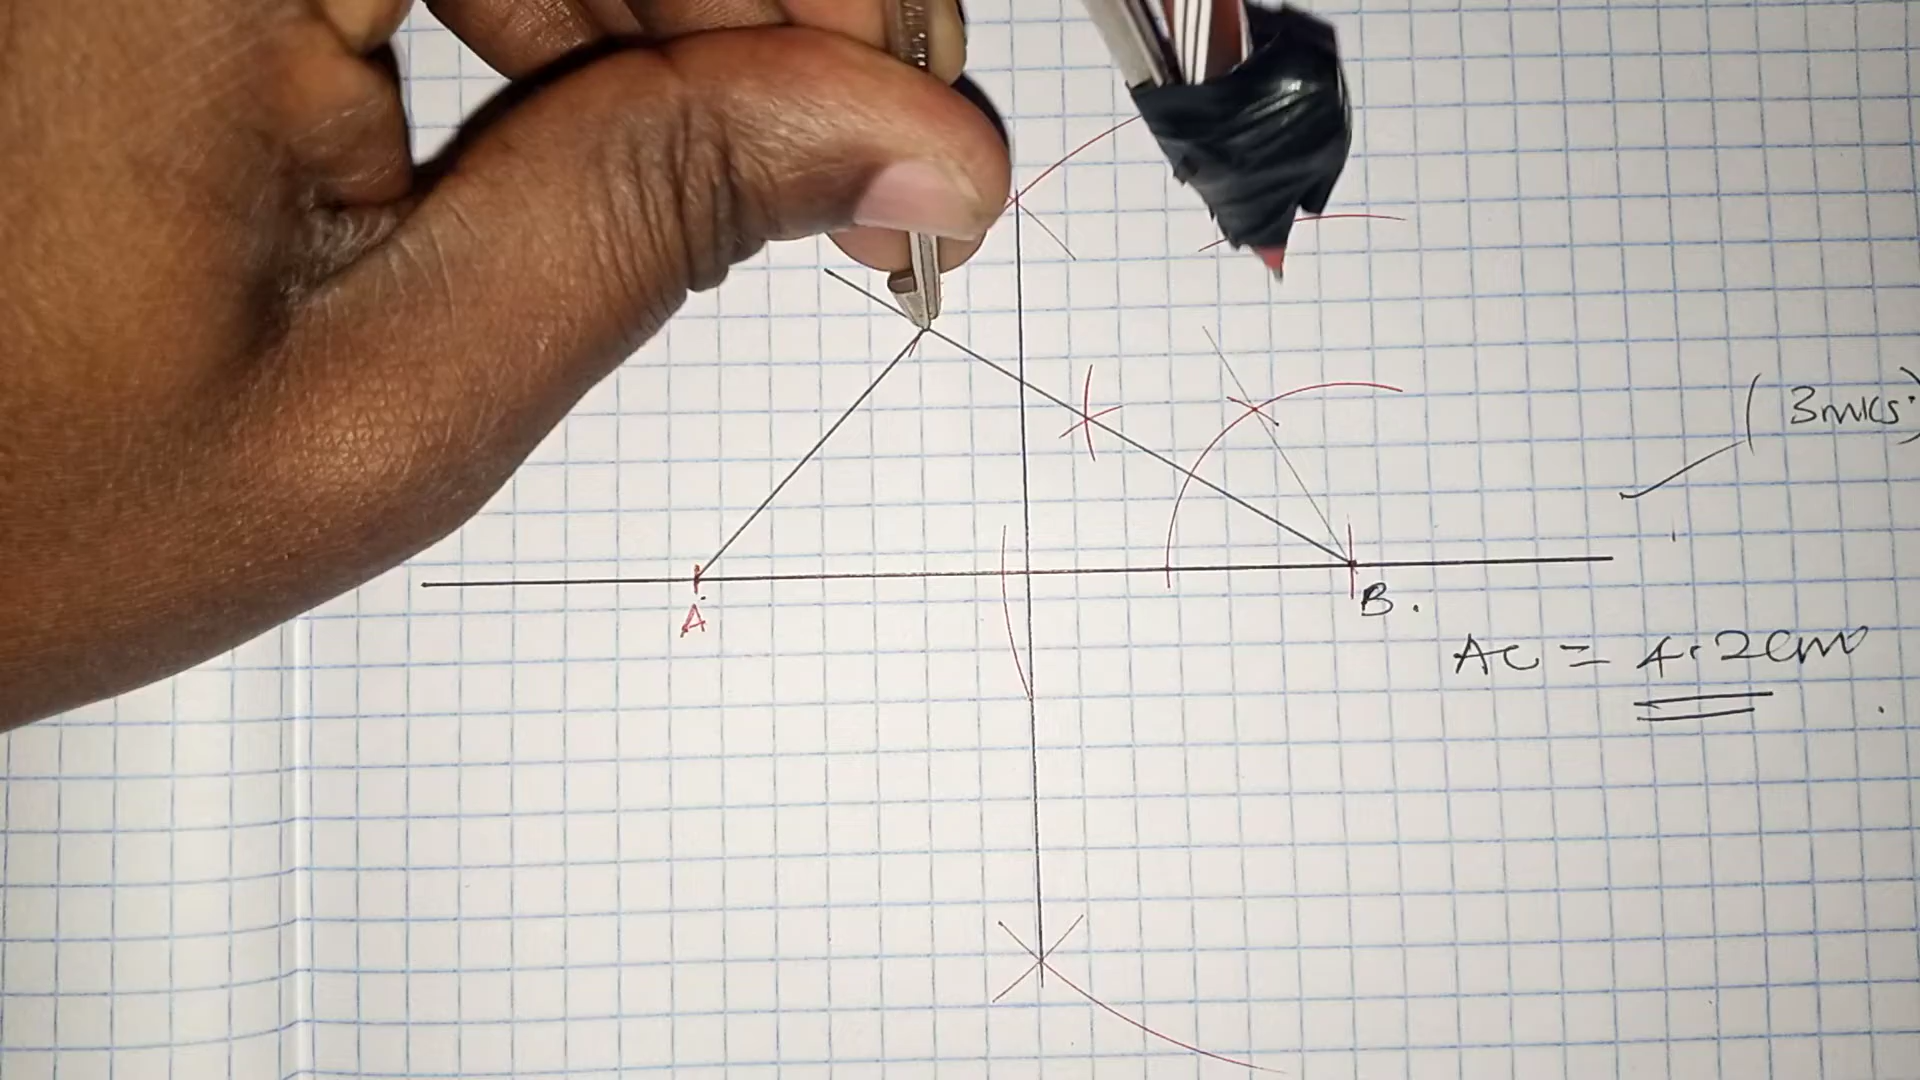 (3mks.)
A
B.
AC = 4.2cm